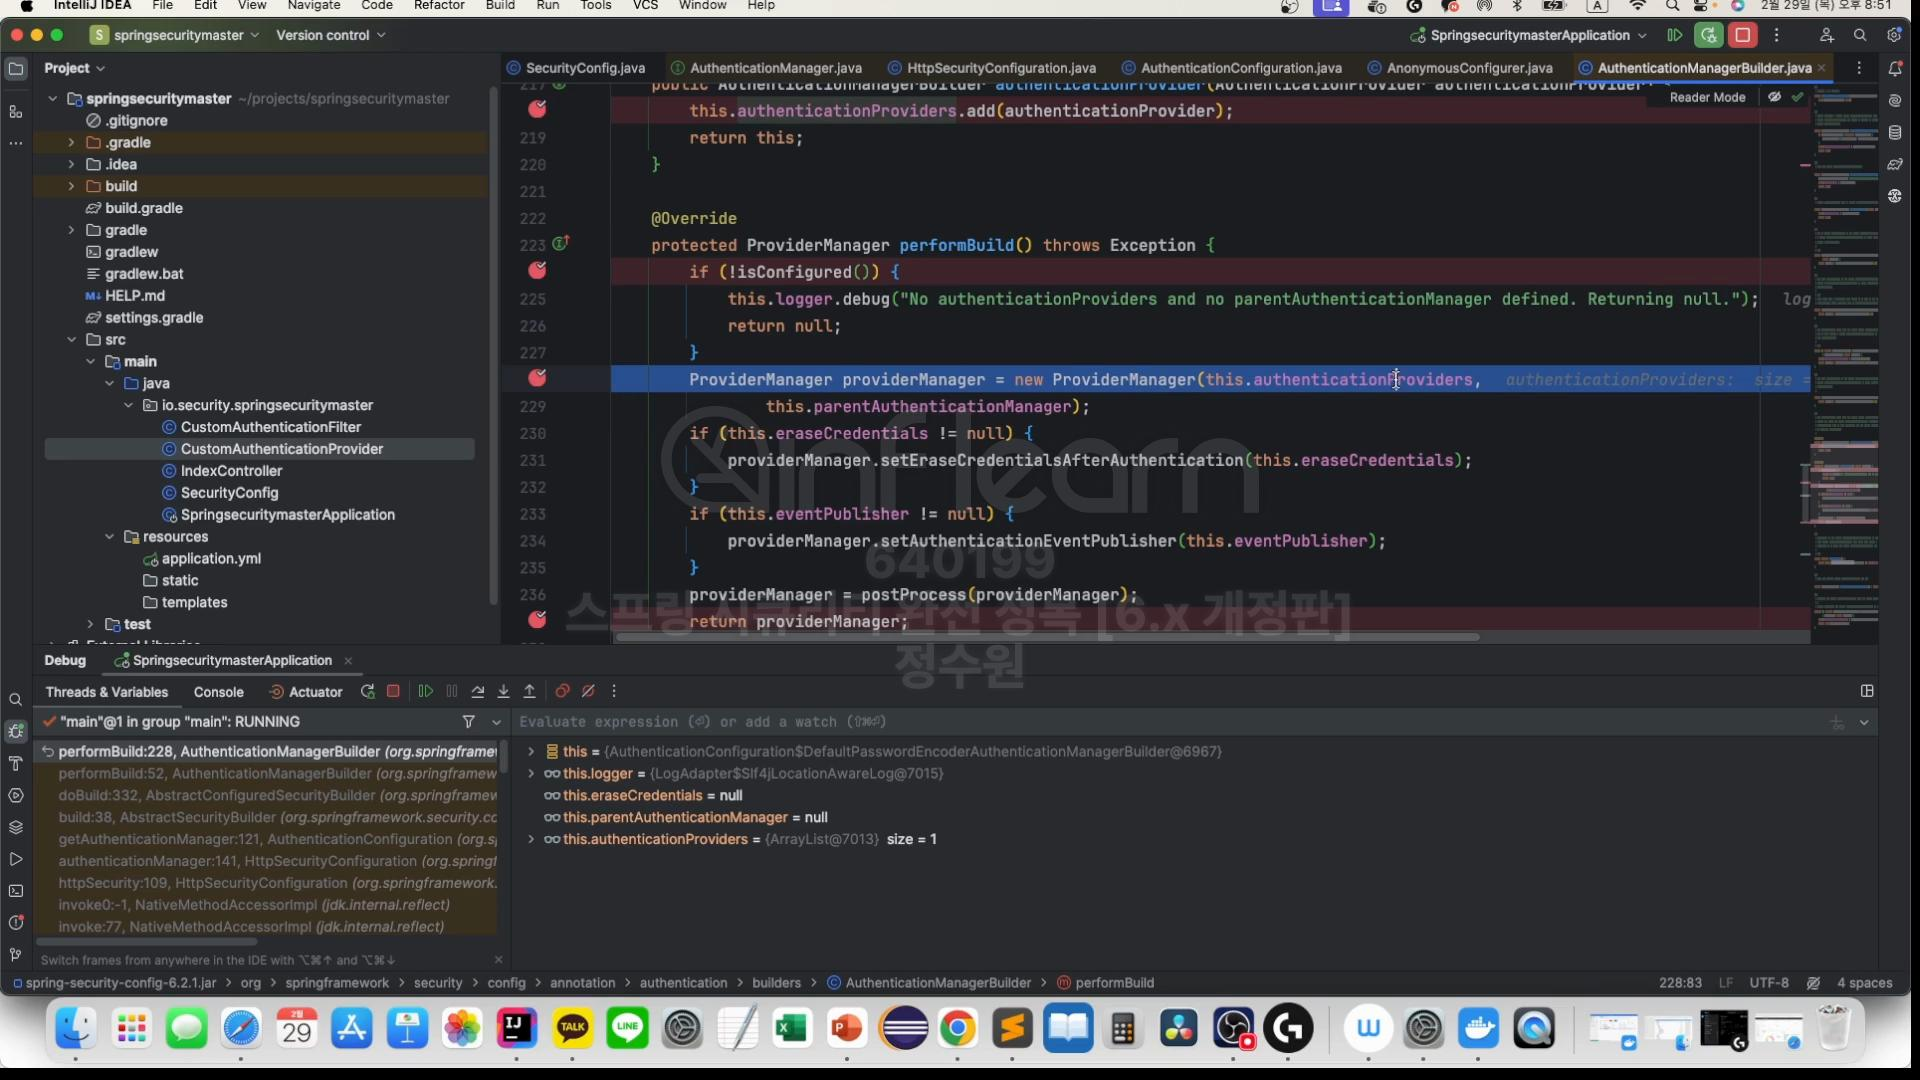 IntelliJ IDEA File Edit View Navigate Code Refactor Build Run Tools VCS Window Help 2월 29일 (목) 오후 8:51
S springsecuritymaster Version control SpringsecuritymasterApplication
Project
SecurityConfig.java AuthenticationManager.java HttpSecurityConfiguration.java AuthenticationConfiguration.java AnonymousConfigurer.java AuthenticationManagerBuilder.java
Reader Mode
springsecuritymaster ~/projects/springsecuritymaster
.gitignore
.gradle
.idea
build
build.gradle
gradle
gradlew
gradlew.bat
HELP.md
settings.gradle
src
main
java
io.security.springsecuritymaster
CustomAuthenticationFilter
CustomAuthenticationProvider
IndexController
SecurityConfig
SpringsecuritymasterApplication
resources
application.yml
static
templates
test
External Libraries
217 public AuthenticationManagerBuilder authenticationProvider(AuthenticationProvider authenticationProvider) {
this.authenticationProviders.add(authenticationProvider);
219 return this;
220 }
221
222 @Override
223 protected ProviderManager performBuild() throws Exception {
if (!isConfigured()) {
225 this.logger.debug("No authenticationProviders and no parentAuthenticationManager defined. Returning null."); log
226 return null;
227 }
ProviderManager providerManager = new ProviderManager(this.authenticationProviders, authenticationProviders: size =
229 this.parentAuthenticationManager);
230 if (this.eraseCredentials != null) {
231 providerManager.setEraseCredentialsAfterAuthentication(this.eraseCredentials);
232 }
233 if (this.eventPublisher != null) {
234 providerManager.setAuthenticationEventPublisher(this.eventPublisher);
235 }
236 providerManager = postProcess(providerManager);
return providerManager;
inflearn
640199
스프링 시큐리티 완전 정복 [6.x 개정판]
정수원
Debug SpringsecuritymasterApplication
Threads & Variables Console Actuator
"main"@1 in group "main": RUNNING
Evaluate expression (⏎) or add a watch (⇧⌘⏎)
performBuild:228, AuthenticationManagerBuilder (org.springframew
performBuild:52, AuthenticationManagerBuilder (org.springframew
doBuild:332, AbstractConfiguredSecurityBuilder (org.springframew
build:38, AbstractSecurityBuilder (org.springframework.security.cc
getAuthenticationManager:121, AuthenticationConfiguration (org.s
authenticationManager:141, HttpSecurityConfiguration (org.springf
httpSecurity:109, HttpSecurityConfiguration (org.springframework.
invoke0:-1, NativeMethodAccessorImpl (jdk.internal.reflect)
invoke:77, NativeMethodAccessorImpl (jdk.internal.reflect)
Switch frames from anywhere in the IDE with ⌥⌘↑ and ⌥⌘↓
this = {AuthenticationConfiguration$DefaultPasswordEncoderAuthenticationManagerBuilder@6967}
this.logger = {LogAdapter$Slf4jLocationAwareLog@7015}
this.eraseCredentials = null
this.parentAuthenticationManager = null
this.authenticationProviders = {ArrayList@7013} size = 1
spring-security-config-6.2.1.jar > org > springframework > security > config > annotation > authentication > builders > AuthenticationManagerBuilder > performBuild 228:83 LF UTF-8 4 spaces
2월
29
IJ
TALK
LINE